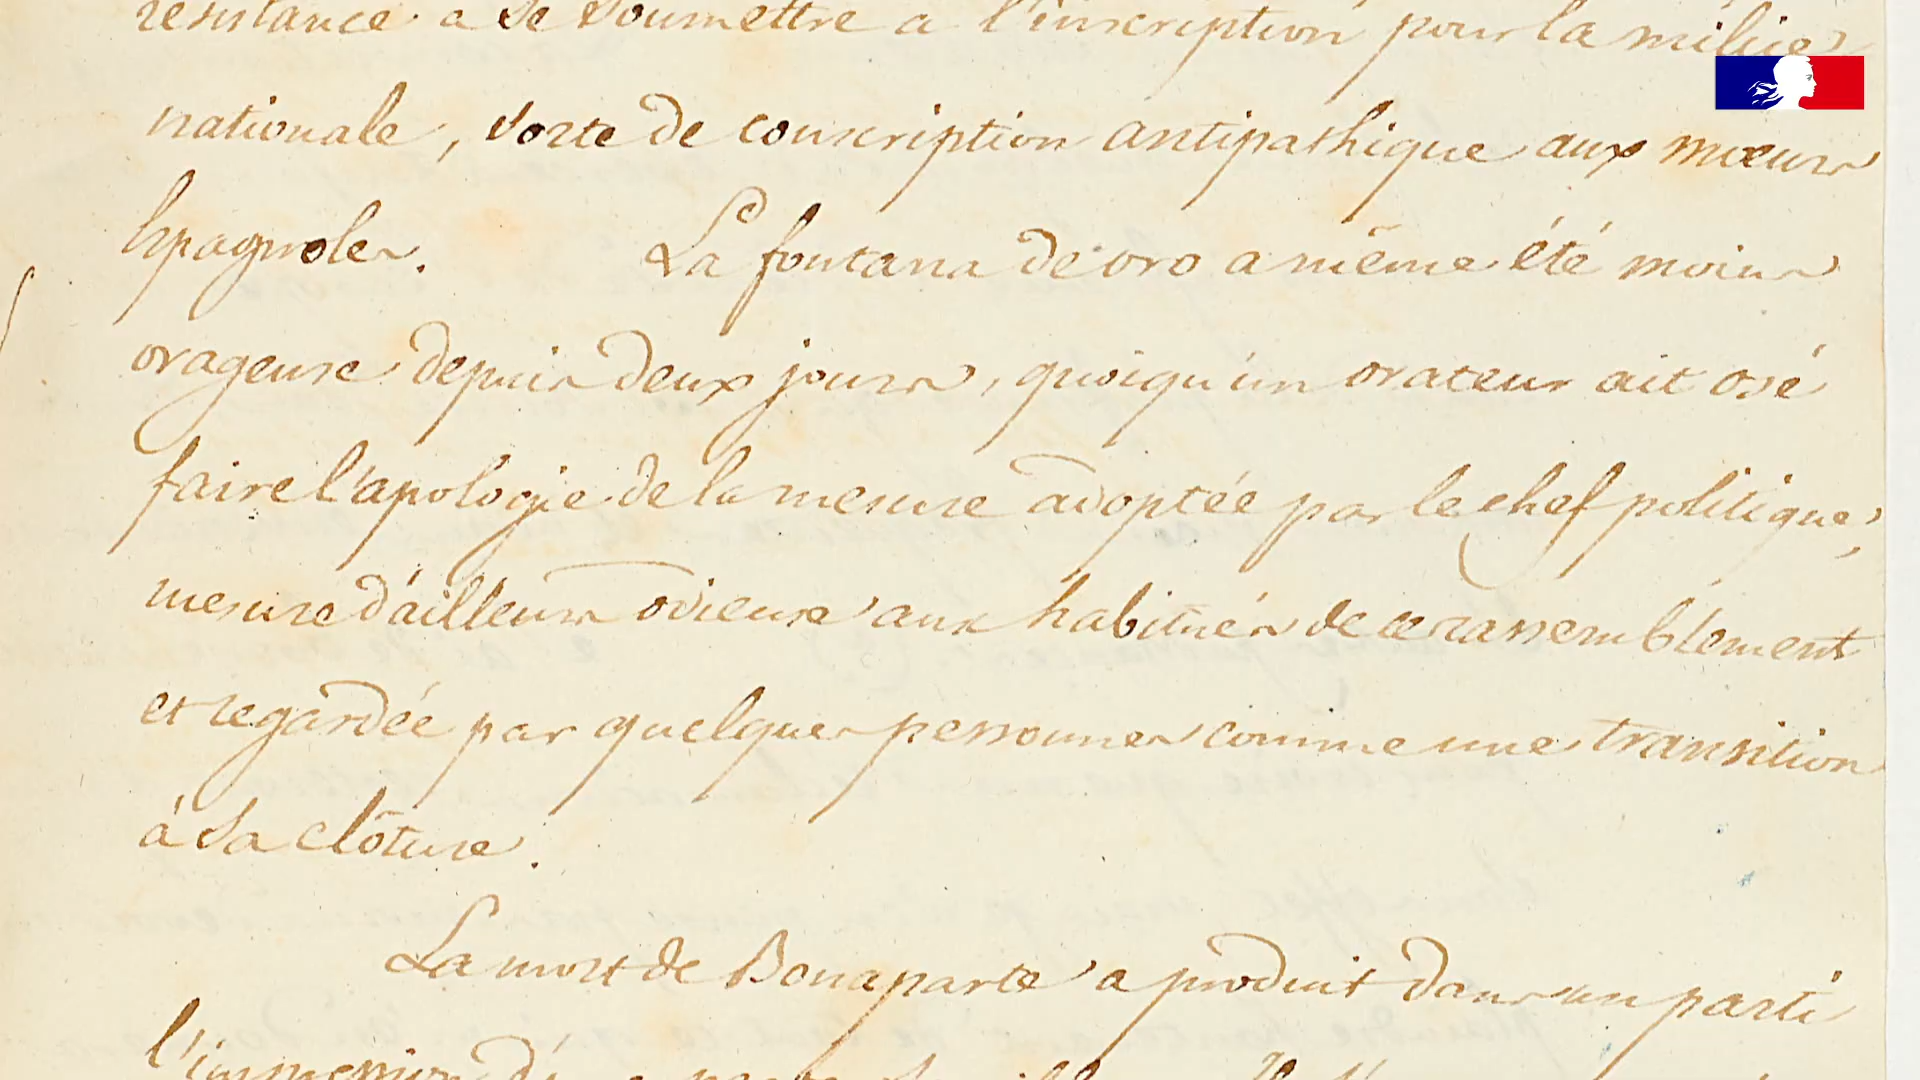 résistance à se soumettre à l'inscription pour la milice
nationale, sorte de conscription antipathique aux mœurs
Espagnoles. La fontana de oro a même été moins
orageuse depuis deux jours, quoiqu'un orateur ait osé
faire l'apologie de la mesure adoptée par le chef politique,
mesure d'ailleurs odieuse aux habitués de ce rassemblement
et regardée par quelques personnes comme une transition
à sa clôture.
La mort de Bonaparte a produit dans un parti
l'impression